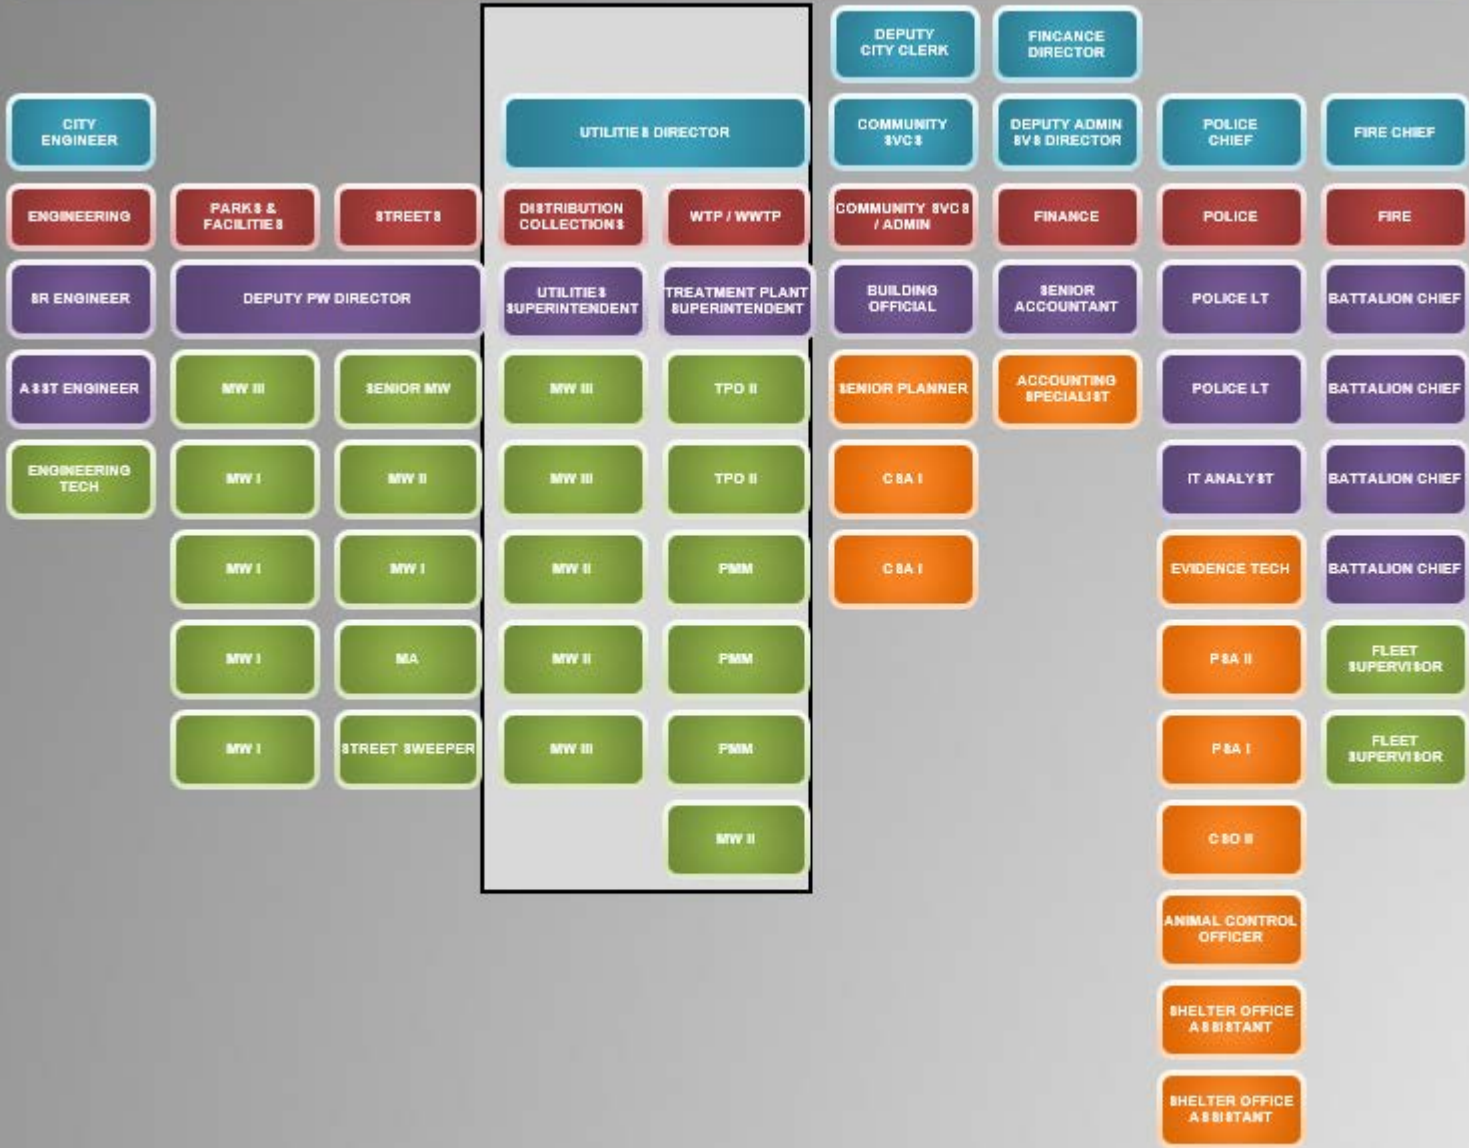 DEPUTY
CITY CLERK
FINCANCE
DIRECTOR
CITY
ENGINEER
UTILITIES DIRECTOR
COMMUNITY
SVCS
DEPUTY ADMIN
SVS DIRECTOR
POLICE
CHIEF
FIRE CHIEF
ENGINEERING
PARKS &
FACILITIES
STREETS
DISTRIBUTION
COLLECTIONS
WTP / WWTP
COMMUNITY SVCS
/ ADMIN
FINANCE
POLICE
FIRE
SR ENGINEER
DEPUTY PW DIRECTOR
UTILITIES
SUPERINTENDENT
TREATMENT PLANT
SUPERINTENDENT
BUILDING
OFFICIAL
SENIOR
ACCOUNTANT
POLICE LT
BATTALION CHIEF
ASST ENGINEER
MW III
SENIOR MW
MW III
TPO II
SENIOR PLANNER
ACCOUNTING
SPECIALIST
POLICE LT
BATTALION CHIEF
ENGINEERING
TECH
MW I
MW II
MW III
TPO II
CSA I
IT ANALYST
BATTALION CHIEF
MW I
MW I
MW II
PMM
CSA I
EVIDENCE TECH
BATTALION CHIEF
MW I
MA
MW II
PMM
PSA II
FLEET
SUPERVISOR
MW I
STREET SWEEPER
MW III
PMM
PSA I
FLEET
SUPERVISOR
MW II
CSO II
ANIMAL CONTROL
OFFICER
SHELTER OFFICE
ASSISTANT
SHELTER OFFICE
ASSISTANT